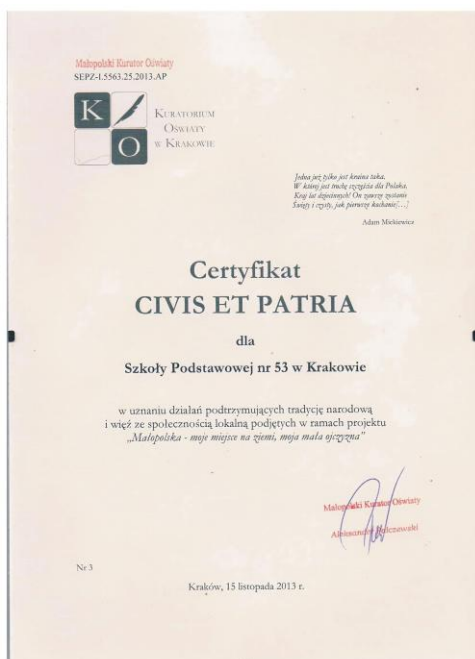 Małopolski Kurator Oświaty
SEPZ-I.5563.25.2013.AP
K
O
KURATORIUM
OŚWIATY
W KRAKOWIE
Jedna już tylko jest kraina taka,
W której jest trochę szczęścia dla Polaka,
Kraj lat dziecinnych! On zawsze zostanie
Święty i czysty, jak pierwsze kochanie[…]
Adam Mickiewicz
Certyfikat
CIVIS ET PATRIA
dla
Szkoły Podstawowej nr 53 w Krakowie
w uznaniu działań podtrzymujących tradycję narodową
i więź ze społecznością lokalną podjętych w ramach projektu
„Małopolska - moje miejsce na ziemi, moja mała ojczyzna”
Małopolski Kurator Oświaty
Aleksander Palczewski
Nr 3
Kraków, 15 listopada 2013 r.